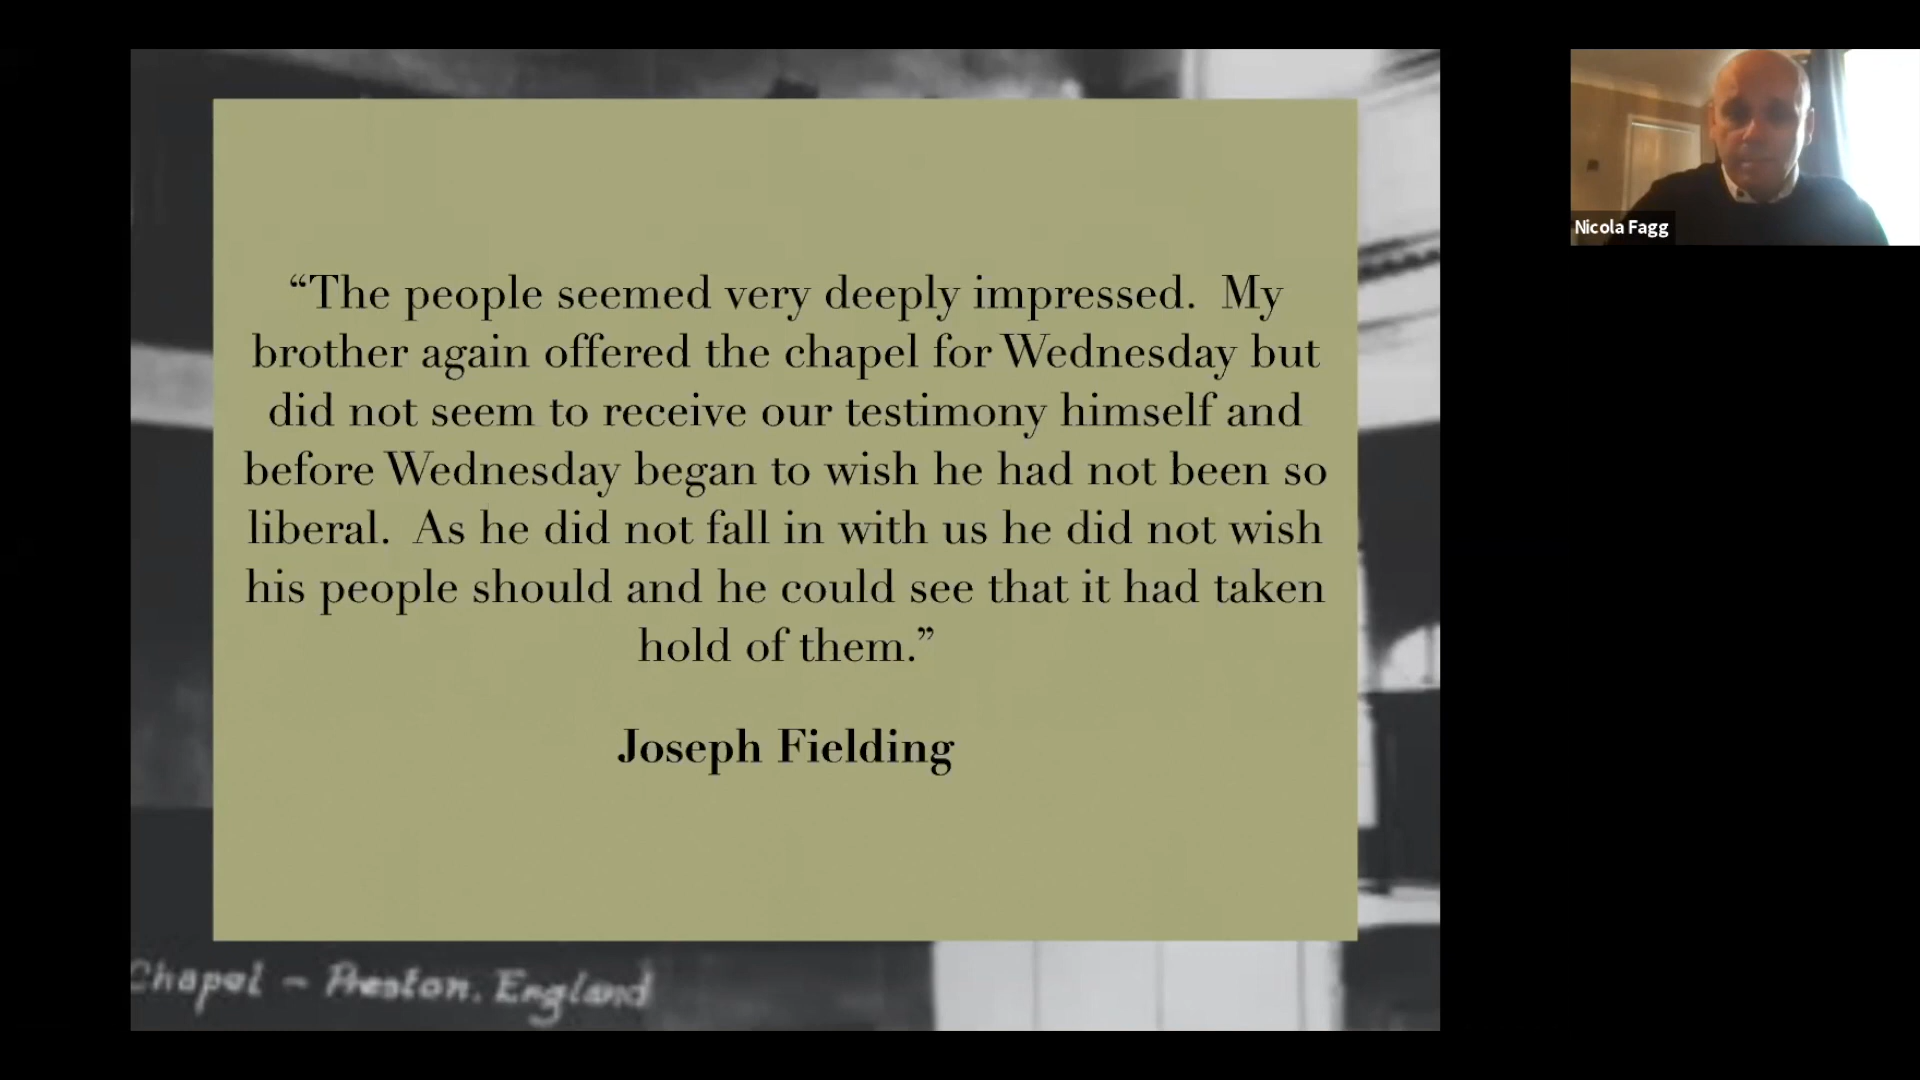 “The people seemed very deeply impressed.  My
brother again offered the chapel for Wednesday but
did not seem to receive our testimony himself and
before Wednesday began to wish he had not been so
liberal.  As he did not fall in with us he did not wish
his people should and he could see that it had taken
hold of them.”
Joseph Fielding
Chapel – Preston. England
Nicola Fagg